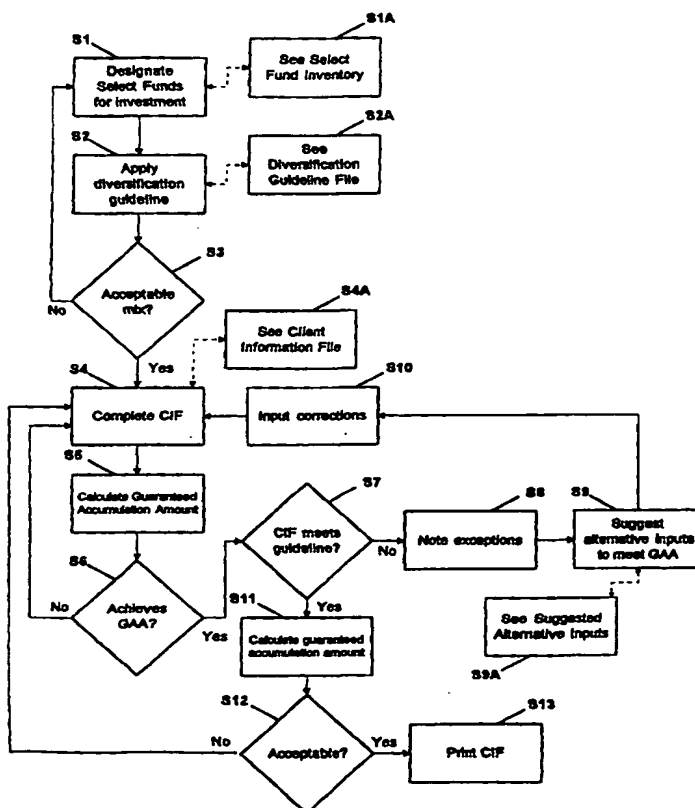 S1
Designate
Select Funds
for investment
S1A
See Select
Fund Inventory
S2
Apply
diversification
guideline
S2A
See
Diversification
Guideline File
S3
Acceptable
mix?
No
Yes
S4A
See Client
Information File
S4
Complete CIF
S10
Input corrections
S5
Calculate Guaranteed
Accumulation Amount
S6
Achieves
GAA?
No
Yes
S7
CIF meets
guideline?
No
Yes
S8
Note exceptions
S9
Suggest
alternative inputs
to meet GAA
See Suggested
Alternative Inputs
S9A
S11
Calculate guaranteed
accumulation amount
S12
Acceptable?
No
Yes
S13
Print CIF